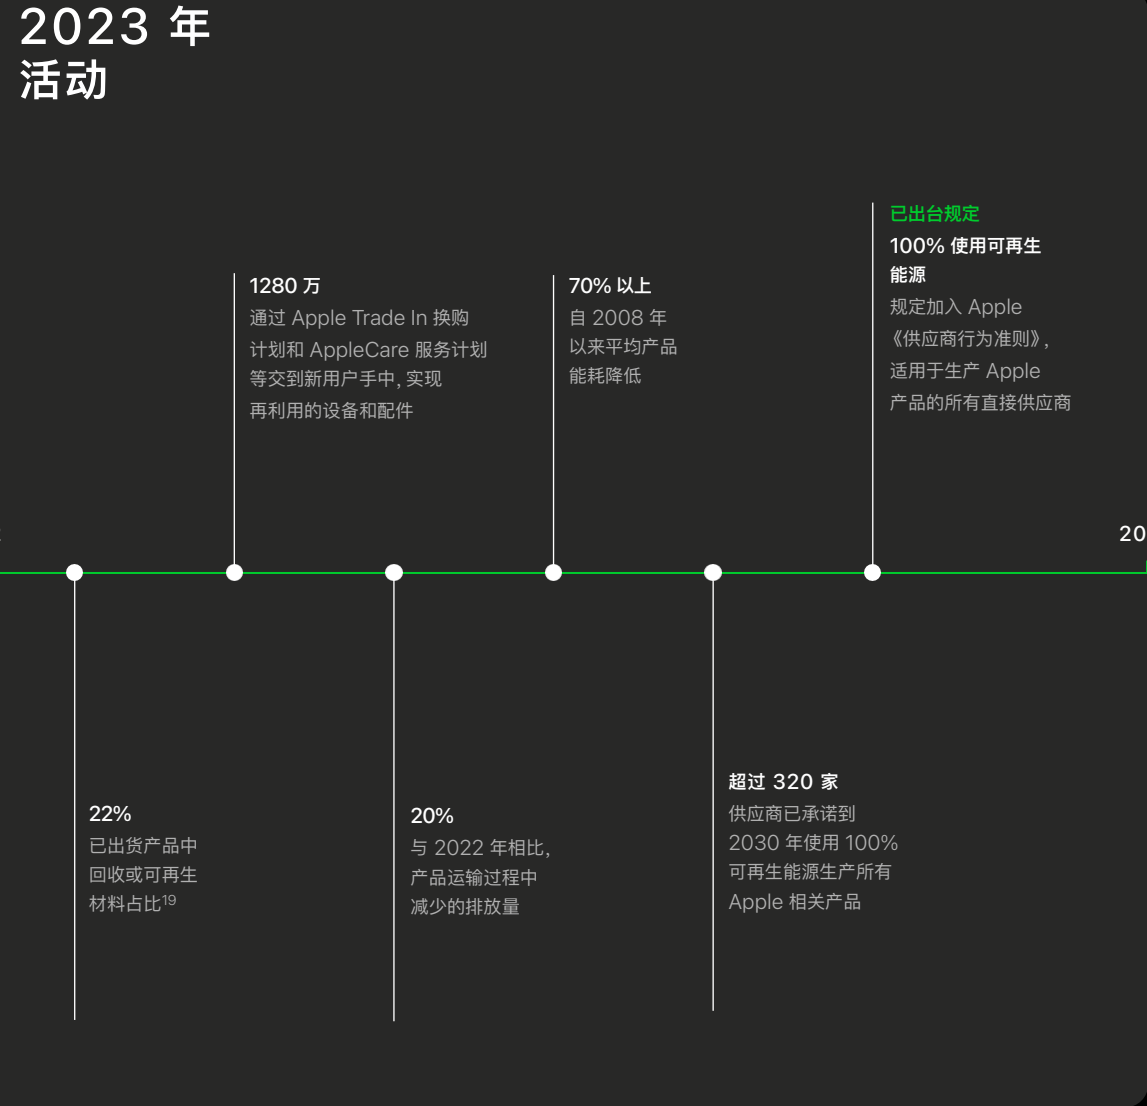 2023 年
活动
已出台规定
100% 使用可再生
能源
规定加入 Apple
《供应商行为准则》，
适用于生产 Apple
产品的所有直接供应商
1280 万
通过 Apple Trade In 换购
计划和 AppleCare 服务计划
等交到新用户手中，实现
再利用的设备和配件
70% 以上
自 2008 年
以来平均产品
能耗降低
20
22%
已出货产品中
回收或可再生
材料占比19
20%
与 2022 年相比，
产品运输过程中
减少的排放量
超过 320 家
供应商已承诺到
2030 年使用 100%
可再生能源生产所有
Apple 相关产品